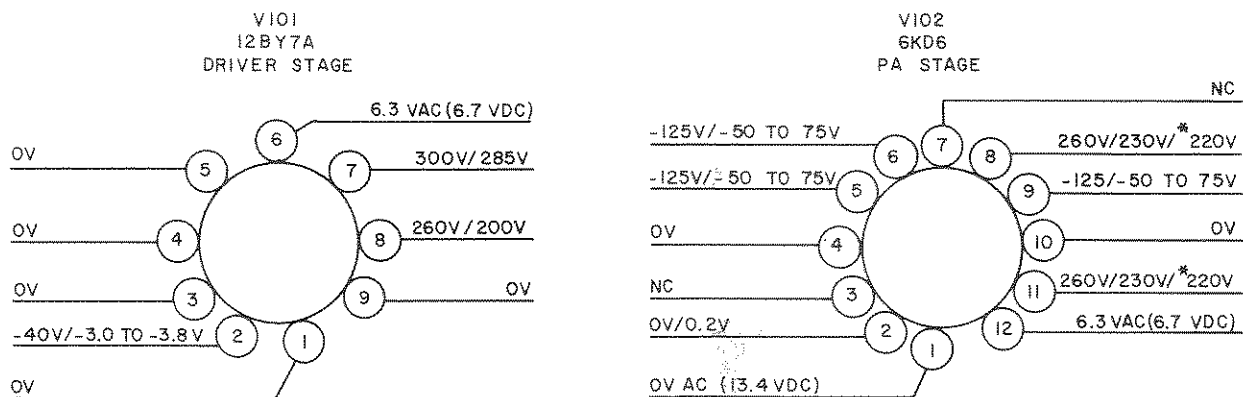 V101
12BY7A
DRIVER STAGE
6.3 VAC (6.7 VDC)
0V
300V/285V
0V
260V/200V
0V
0V
-40V/-3.0 TO -3.8V
0V
6
5
7
4
8
3
9
2
1
V102
6KD6
PA STAGE
NC
-125V/-50 TO 75V
260V/230V/*220V
-125V/-50 TO 75V
-125/-50 TO 75V
0V
0V
NC
260V/230V/*220V
0V/0.2V
6.3 VAC(6.7 VDC)
0V AC (13.4 VDC)
7
6
8
5
9
4
10
3
11
2
12
1